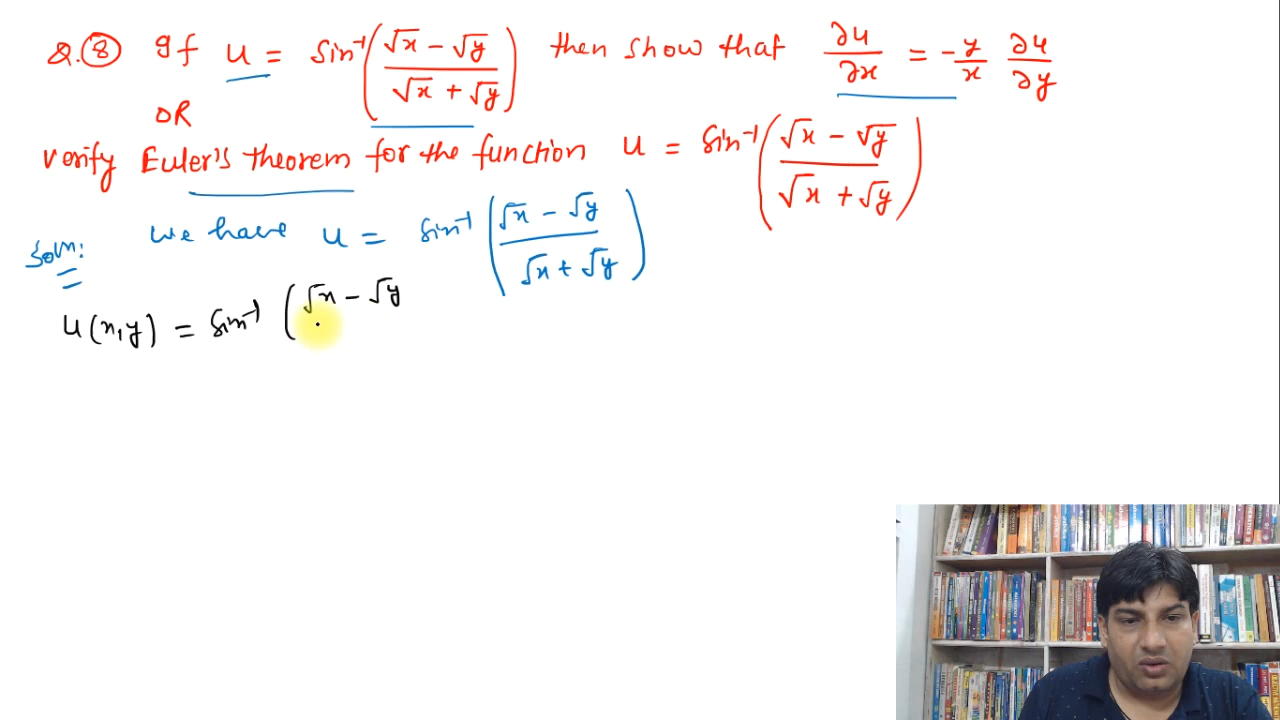 Q.⑧ If u = sin⁻¹((√x − √y)/(√x + √y)) then show that ∂u/∂x = −y/x ∂u/∂y
OR
Verify Euler's theorem for the function u = sin⁻¹((√x − √y)/(√x + √y))
Soln: We have u = sin⁻¹((√x − √y)/(√x + √y))
u(x,y) = sin⁻¹(√x − √y